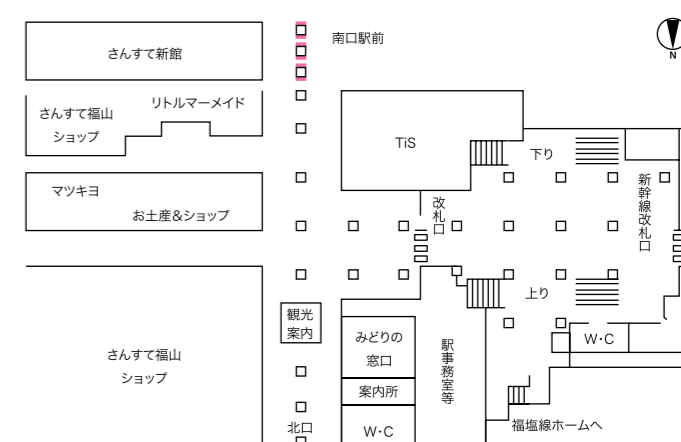 南口駅前
N
さんすて新館
さんすて福山
ショップ
リトルマーメイド
TiS
下り
マツキヨ
お土産&ショップ
改札口
新幹線改札口
上り
観光
案内
みどりの
窓口
駅事務室等
W・C
さんすて福山
ショップ
案内所
北口
W・C
福塩線ホームへ